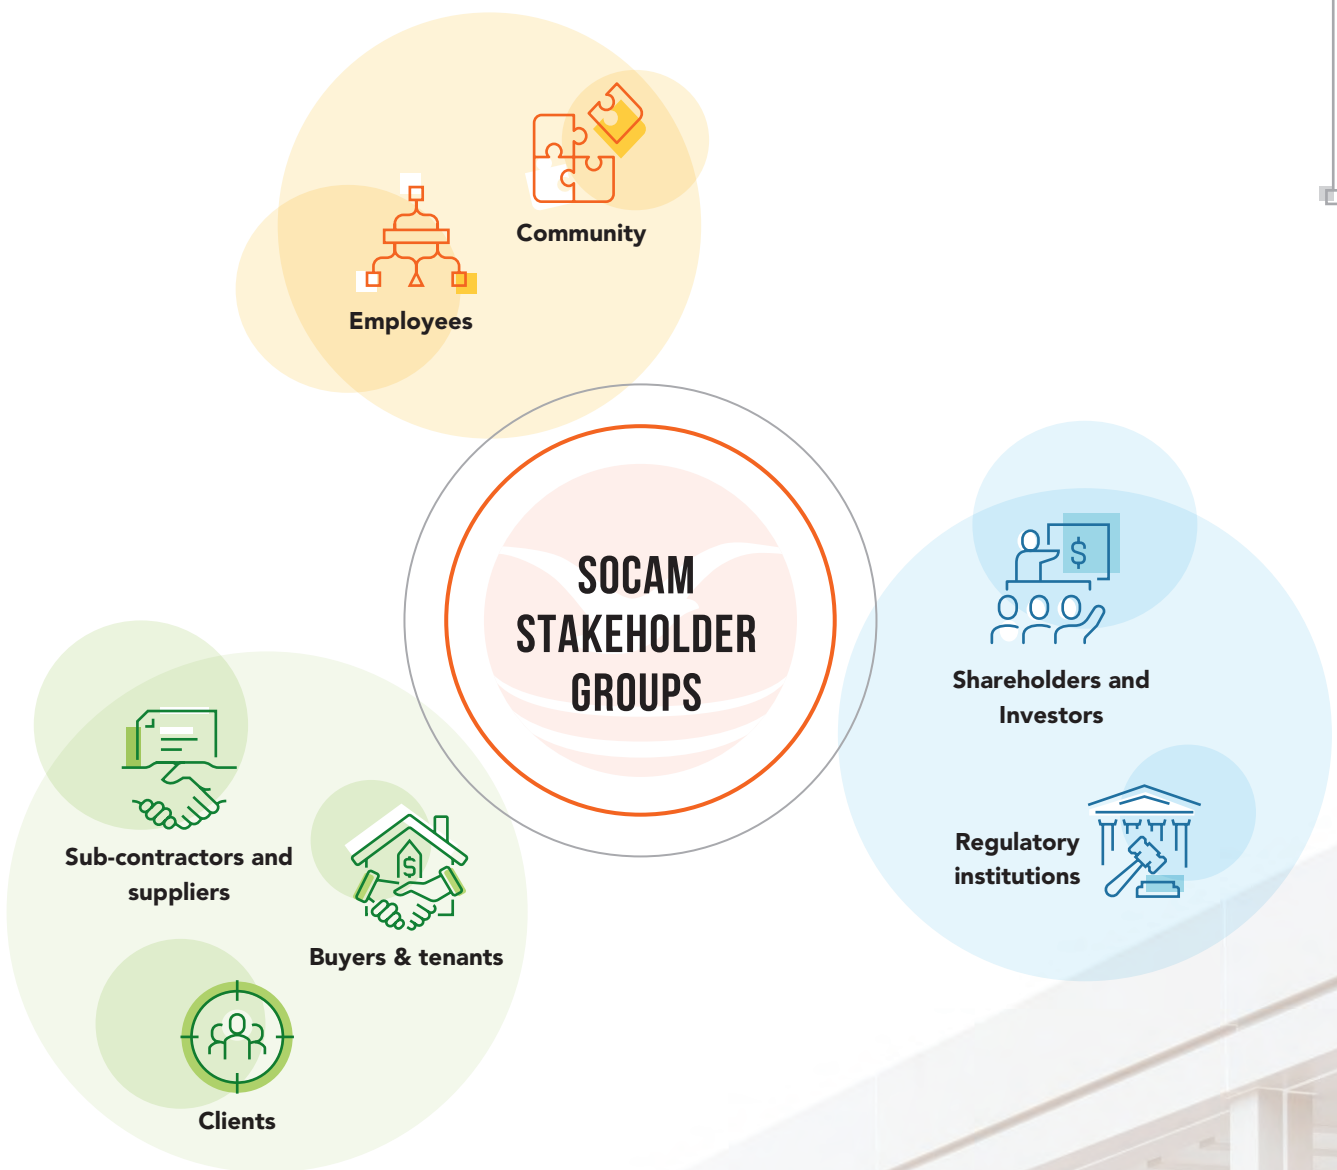 Community
Employees
SOCAM
STAKEHOLDER
GROUPS
$
Shareholders and
Investors
Regulatory
institutions
Sub-contractors and
suppliers
$
Buyers & tenants
Clients